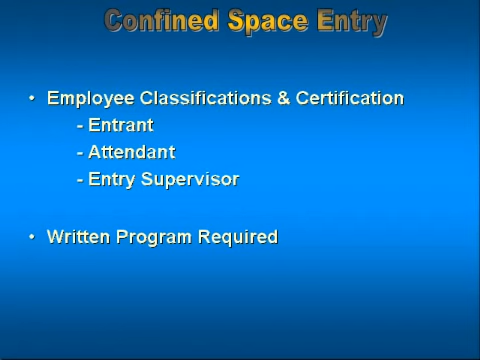 Confined Space Entry
• Employee Classifications & Certification
- Entrant
- Attendant
- Entry Supervisor
• Written Program Required